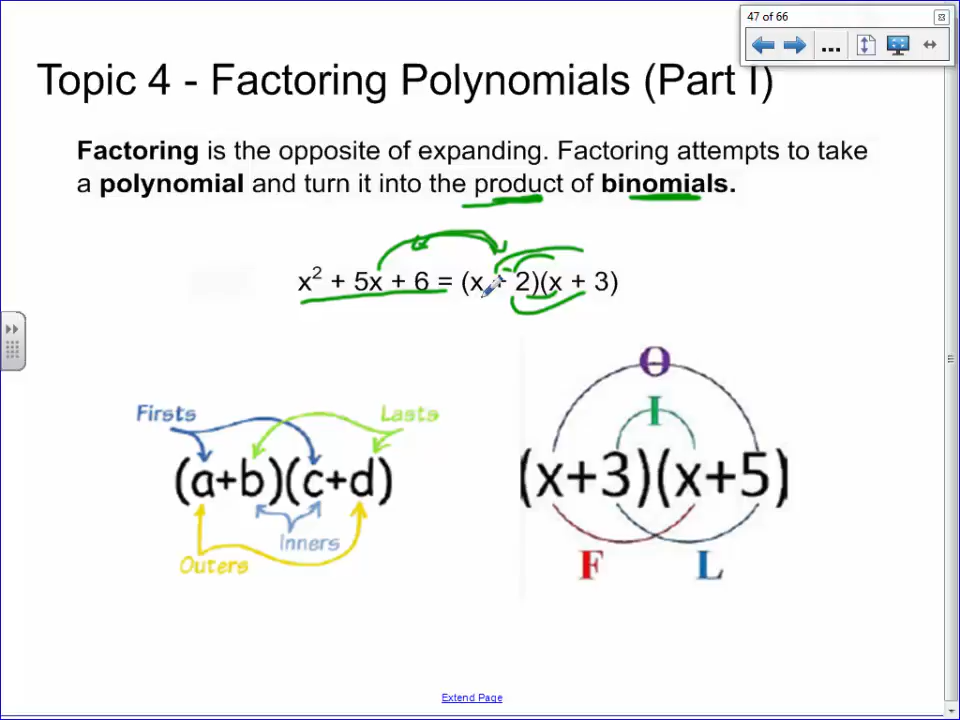 47 of 66
Topic 4 - Factoring Polynomials (Part I)
Factoring is the opposite of expanding. Factoring attempts to take
a polynomial and turn it into the product of binomials.
x² + 5x + 6 = (x + 2)(x + 3)
Firsts
Lasts
(a+b)(c+d)
Inners
Outers
O
I
(x+3)(x+5)
F
L
Extend Page